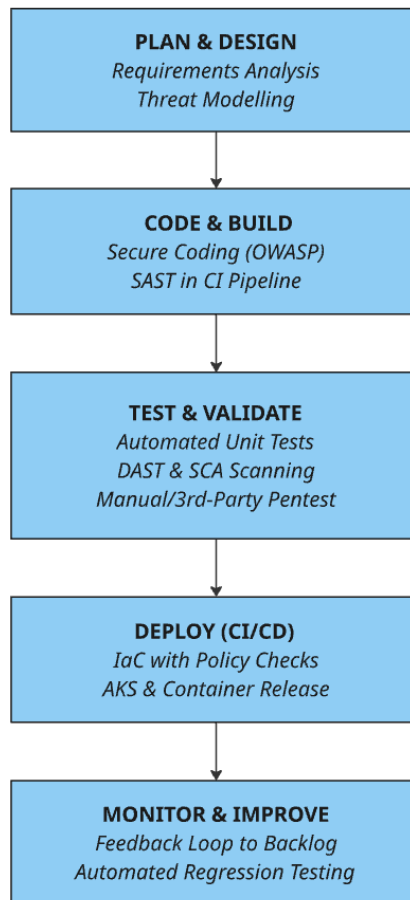 PLAN & DESIGN
Requirements Analysis
Threat Modelling
CODE & BUILD
Secure Coding (OWASP)
SAST in CI Pipeline
TEST & VALIDATE
Automated Unit Tests
DAST & SCA Scanning
Manual/3rd-Party Pentest
DEPLOY (CI/CD)
IaC with Policy Checks
AKS & Container Release
MONITOR & IMPROVE
Feedback Loop to Backlog
Automated Regression Testing